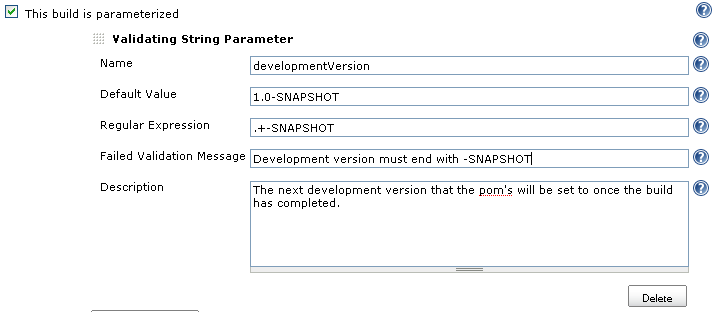 This build is parameterized
Validating String Parameter
Name
developmentVersion
Default Value
1.0-SNAPSHOT
Regular Expression
.+-SNAPSHOT
Failed Validation Message
Development version must end with -SNAPSHOT
Description
The next development version that the pom's will be set to once the build
has completed.
Delete